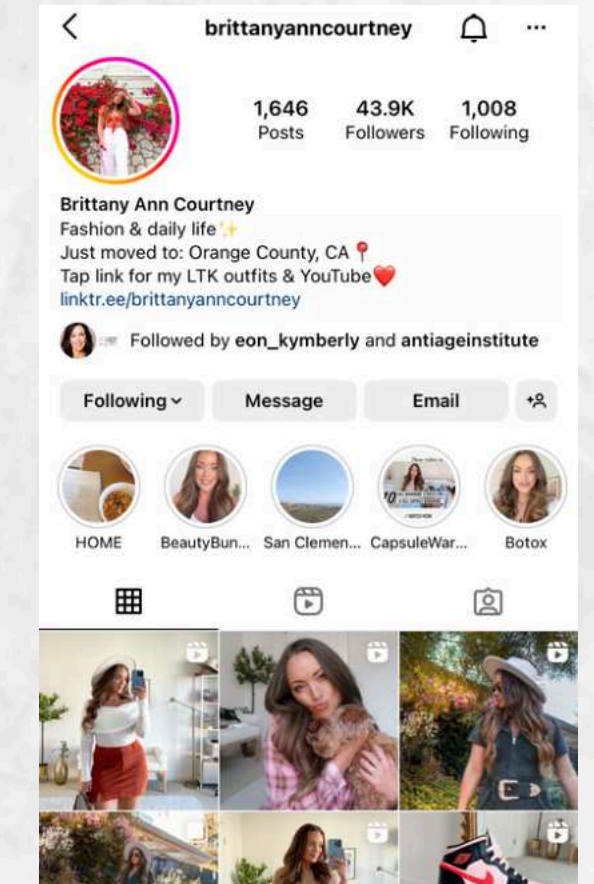 brittanyanncourtney
1,646 43.9K 1,008
Posts Followers Following
Brittany Ann Courtney
Fashion & daily life✨
Just moved to: Orange County, CA📍
Tap link for my LTK outfits & YouTube❤️
linktr.ee/brittanyanncourtney
Followed by eon_kymberly and antiageinstitute
Following Message Email
HOME BeautyBun... San Clemen... CapsuleWar... Botox